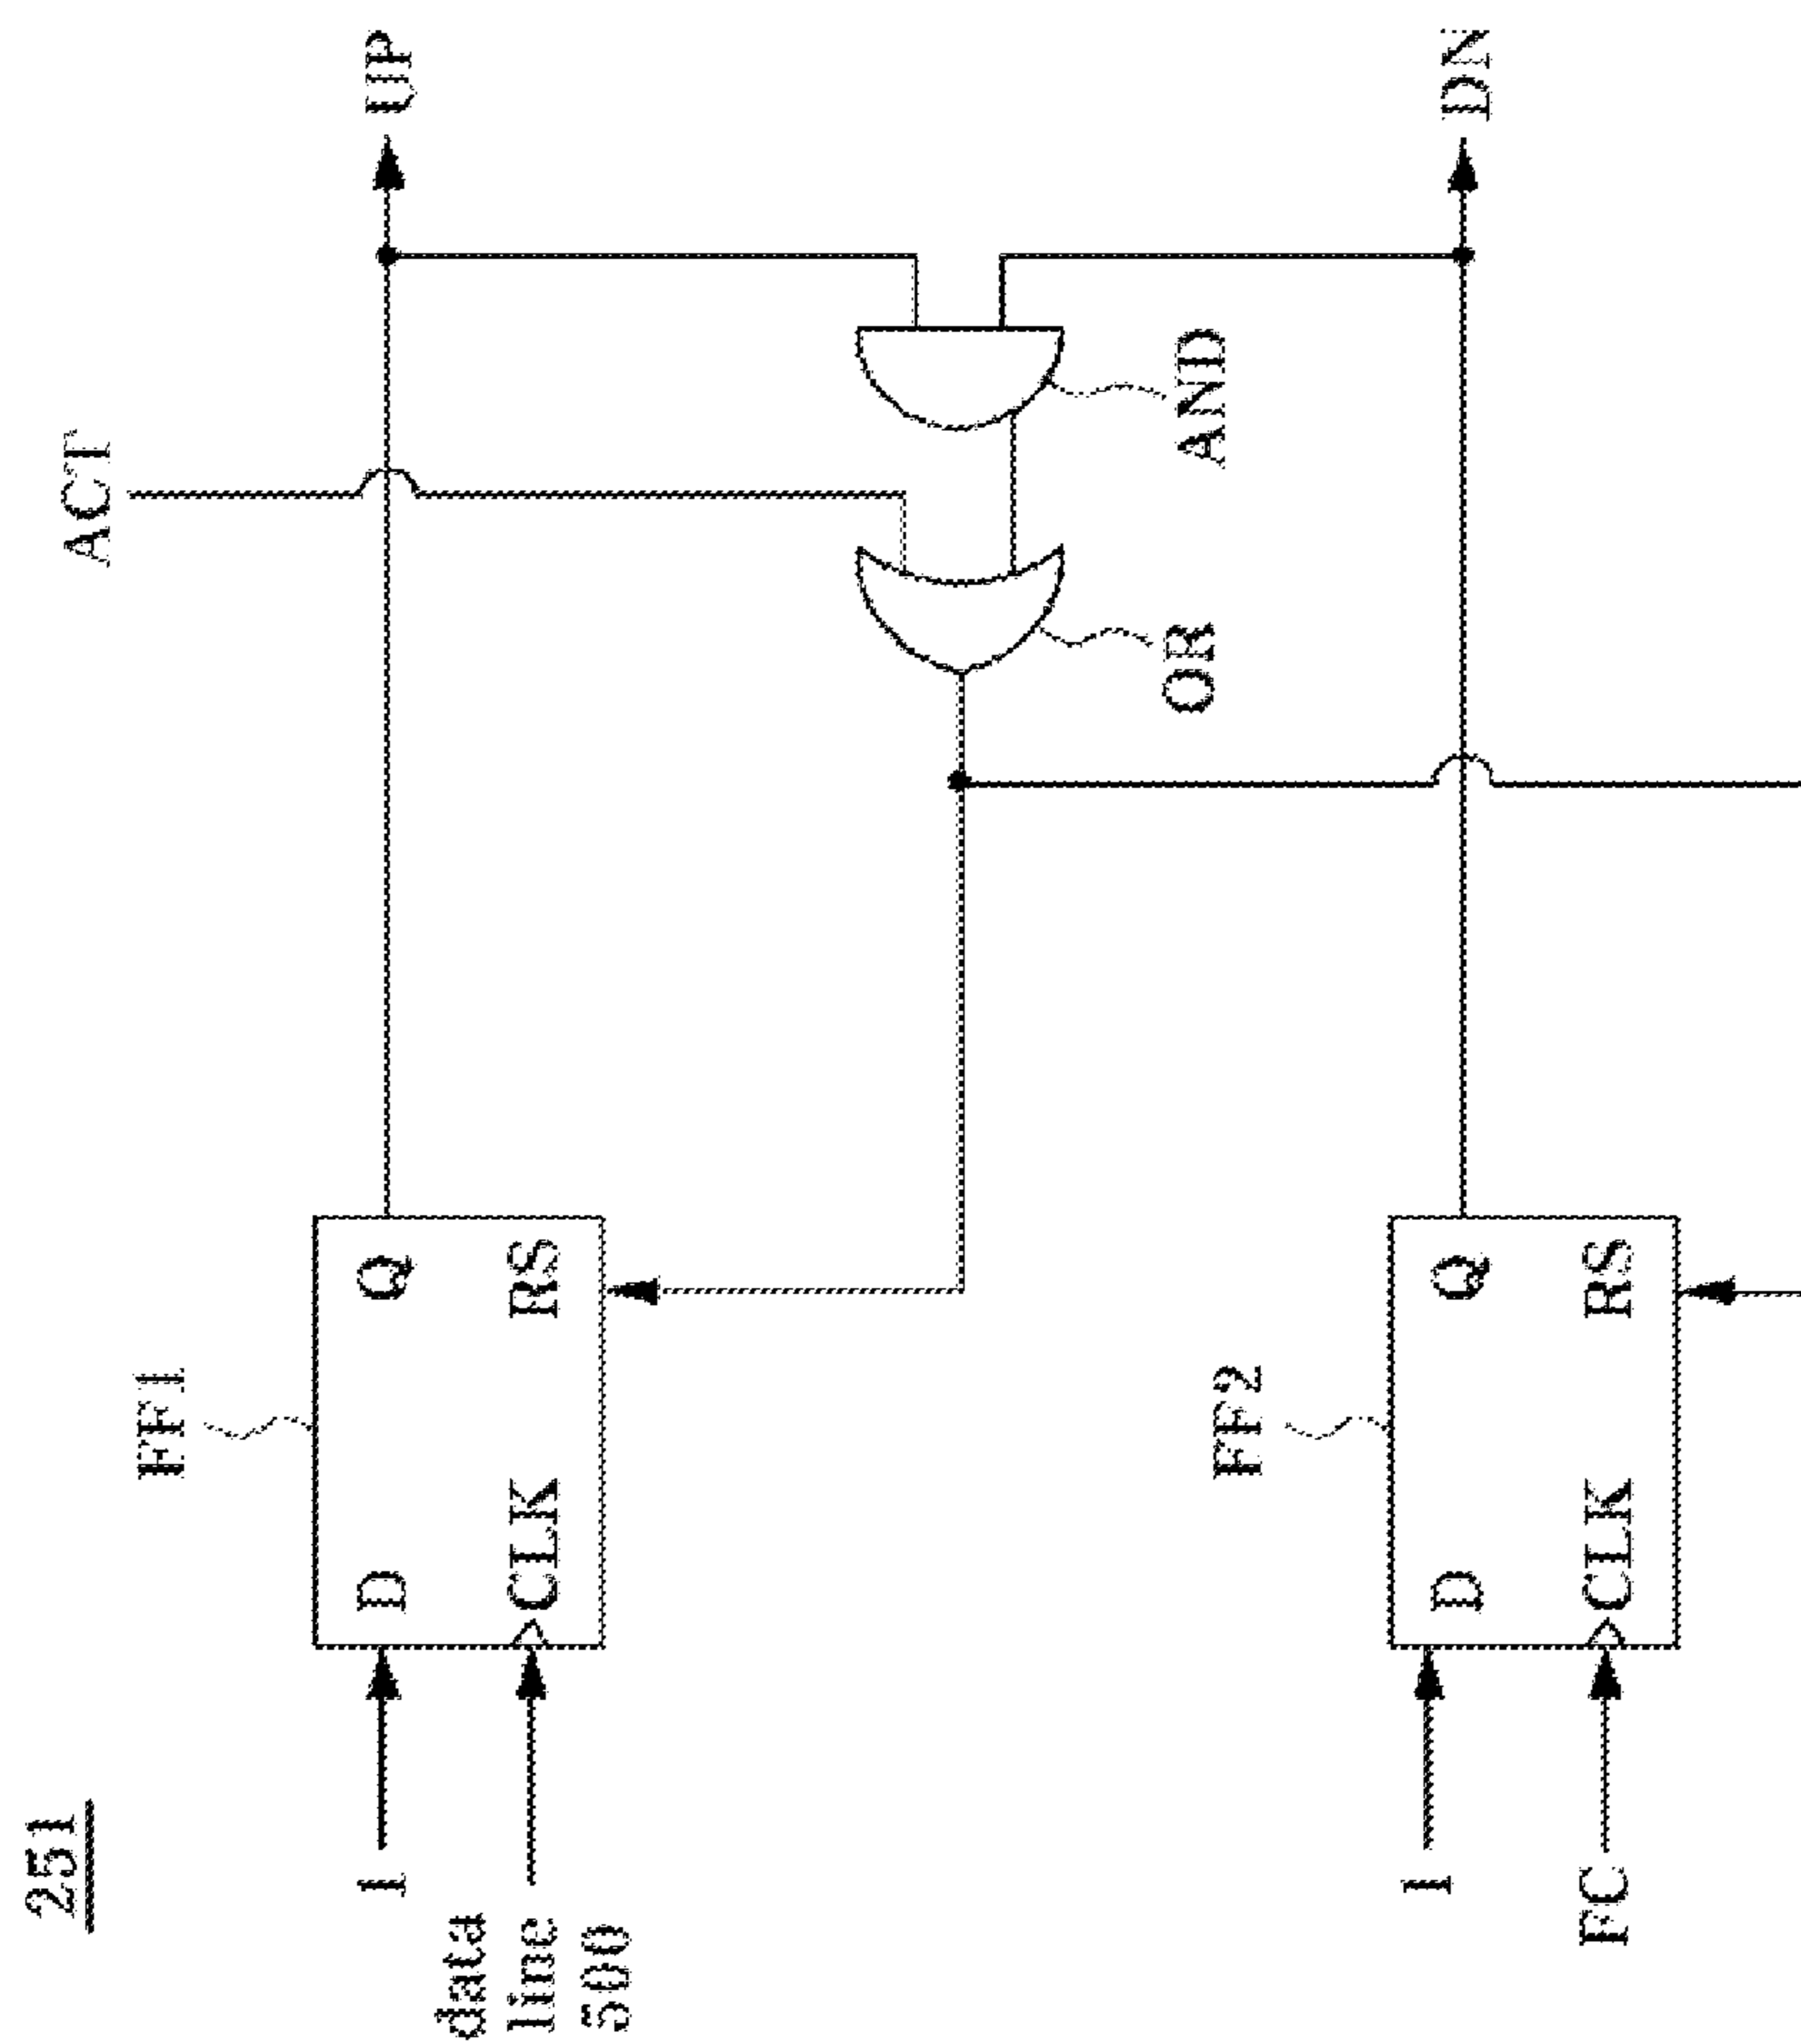 251
FF1
1
D
Q
data
line
500
CLK
RS
ACT
UP
OR
AND
FF2
1
D
Q
FC
CLK
RS
DN